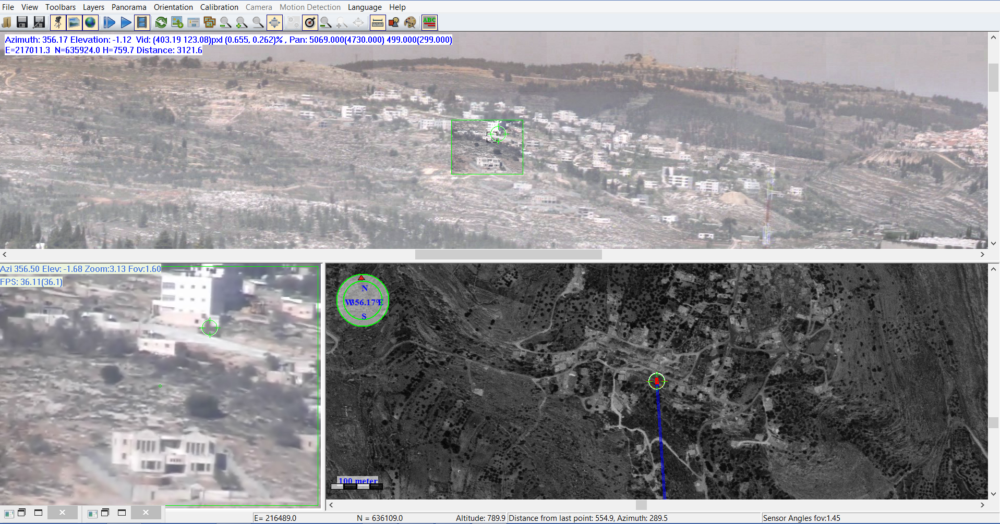 File View Toolbars Layers Panorama Orientation Calibration Camera Motion Detection Language Help
ABC
Azimuth: 356.17 Elevation: -1.12 Vid: (403.19 123.08)pxl (0.655, 0.262)% , Pan: 5069.000(4730.000) 499.000(299.000)
E=217011.3 N=635924.0 H=759.7 Distance: 3121.6
Azi 356.50 Elev: -1.68 Zoom:3.13 Fov:1.60
FPS: 36.11(36.1)
N
W 356.17° E
S
100 meter
E= 216489.0 N = 636109.0 Altitude: 789.9 Distance from last point: 554.9, Azimuth: 289.5 Sensor Angles fov:1.45